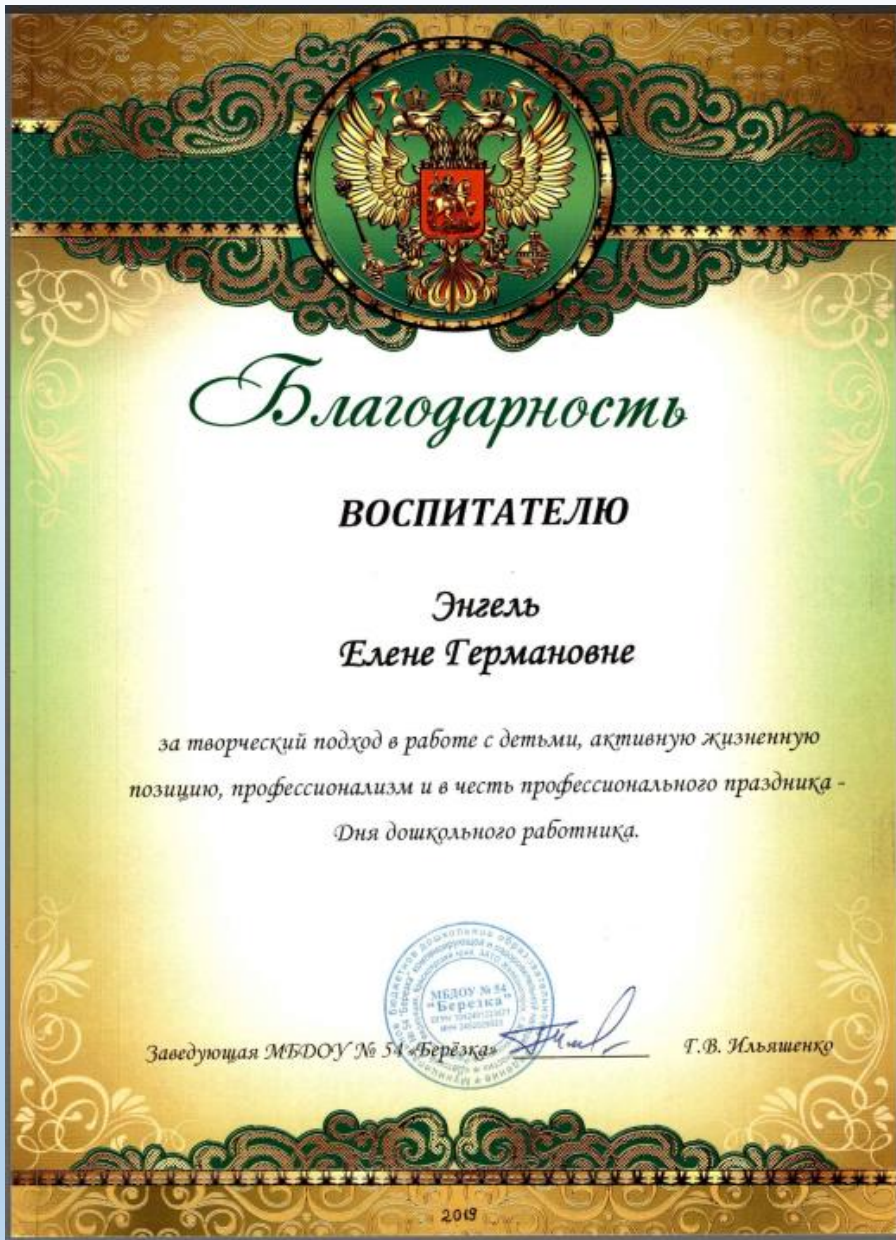 Благодарность
ВОСПИТАТЕЛЮ
Энгель
Елене Германовне
за творческий подход в работе с детьми, активную жизненную
позицию, профессионализм и в честь профессионального праздника -
Дня дошкольного работника.
МБДОУ № 54
"Березка"
Заведующая МБДОУ № 54 «Берёзка» Г.В. Ильяшенко
2019